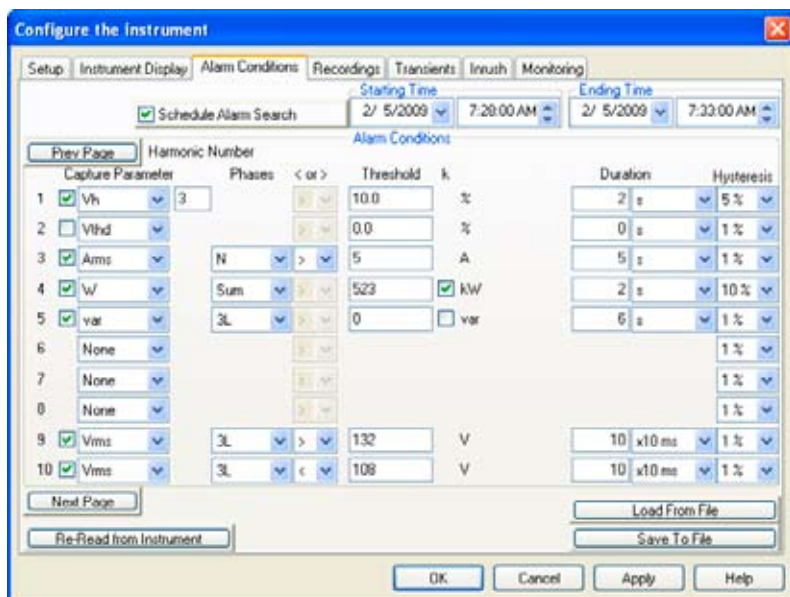 Configure the Instrument
Setup Instrument Display Alarm Conditions Recordings Transients Inrush Monitoring
Starting Time Ending Time
Schedule Alarm Search 2/ 5/2009 7:28:00 AM 2/ 5/2009 7:33:00 AM
Alarm Conditions
Prev Page Harmonic Number
Capture Parameter Phases < or > Threshold k Duration Hysteresis
1 Vh 3 > 10.0 % 2 s 5 %
2 Vthd > 0.0 % 0 s 1 %
3 Arms N > 5 A 5 s 1 %
4 W Sum > 523 kW 2 s 10 %
5 var 3L > 0 var 6 s 1 %
6 None > 1 %
7 None > 1 %
8 None > 1 %
9 Vrms 3L > 132 V 10 x10 ms 1 %
10 Vrms 3L < 108 V 10 x10 ms 1 %
Next Page
Load From File
Re-Read from Instrument Save To File
OK Cancel Apply Help